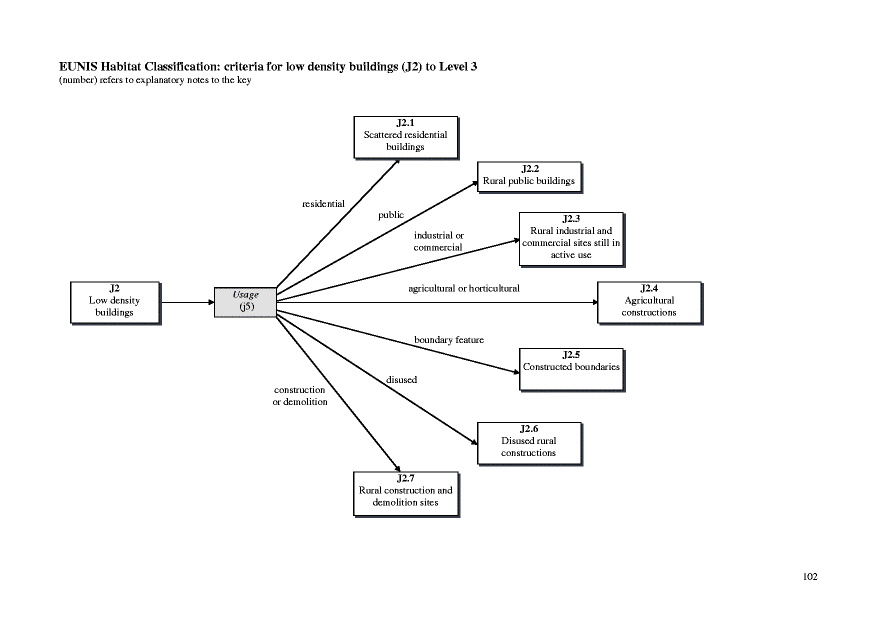 EUNIS Habitat Classification: criteria for low density buildings (J2) to Level 3
(number) refers to explanatory notes to the key
J2.1
Scattered residential
buildings
J2.2
Rural public buildings
residential
public
J2.3
Rural industrial and
commercial sites still in
active use
industrial or
commercial
J2
Low density
buildings
Usage
(j5)
agricultural or horticultural
J2.4
Agricultural
constructions
boundary feature
J2.5
Constructed boundaries
disused
construction
or demolition
J2.6
Disused rural
constructions
J2.7
Rural construction and
demolition sites
102